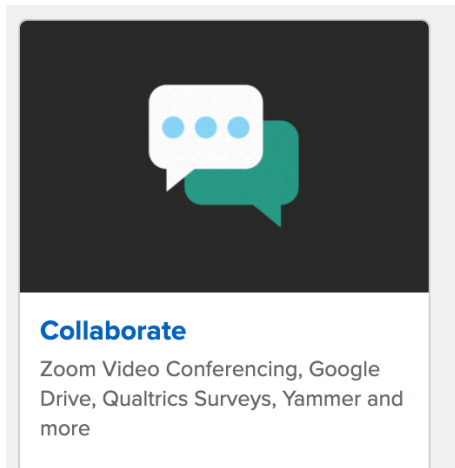 Collaborate
Zoom Video Conferencing, Google
Drive, Qualtrics Surveys, Yammer and
more